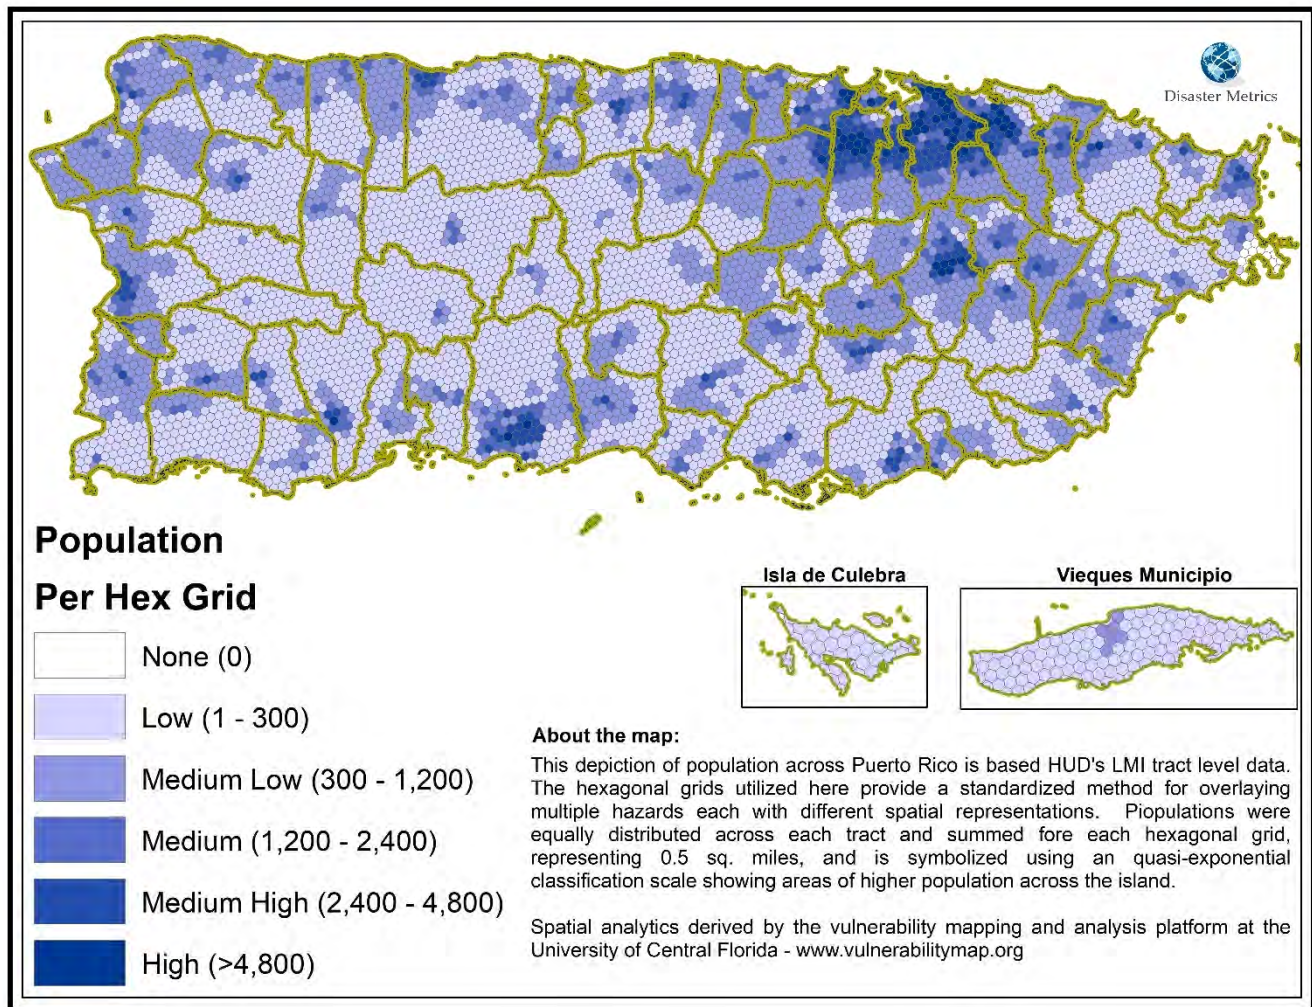 Disaster Metrics
Population
Per Hex Grid
None (0)
Low (1 - 300)
Medium Low (300 - 1,200)
Medium (1,200 - 2,400)
Medium High (2,400 - 4,800)
High (>4,800)
Isla de Culebra
Vieques Municipio
About the map:
This depiction of population across Puerto Rico is based HUD's LMI tract level data.
The hexagonal grids utilized here provide a standardized method for overlaying
multiple hazards each with different spatial representations. Piopulations were
equally distributed across each tract and summed fore each hexagonal grid,
representing 0.5 sq. miles, and is symbolized using an quasi-exponential
classification scale showing areas of higher population across the island.
Spatial analytics derived by the vulnerability mapping and analysis platform at the
University of Central Florida - www.vulnerabilitymap.org